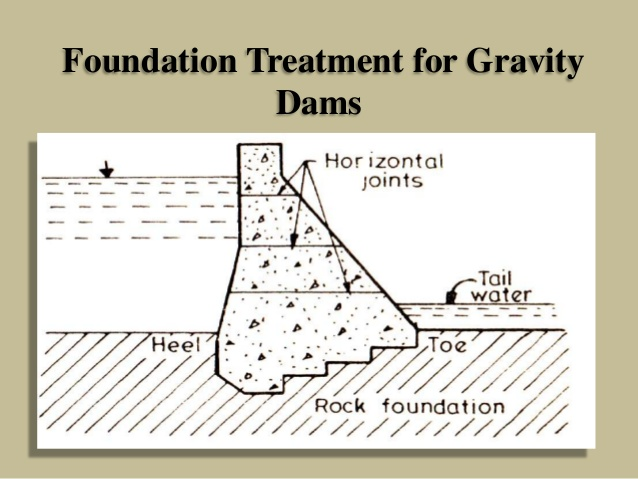 Foundation Treatment for Gravity
Dams
Horizontal
joints
Tail
water
Heel
Toe
Rock foundation